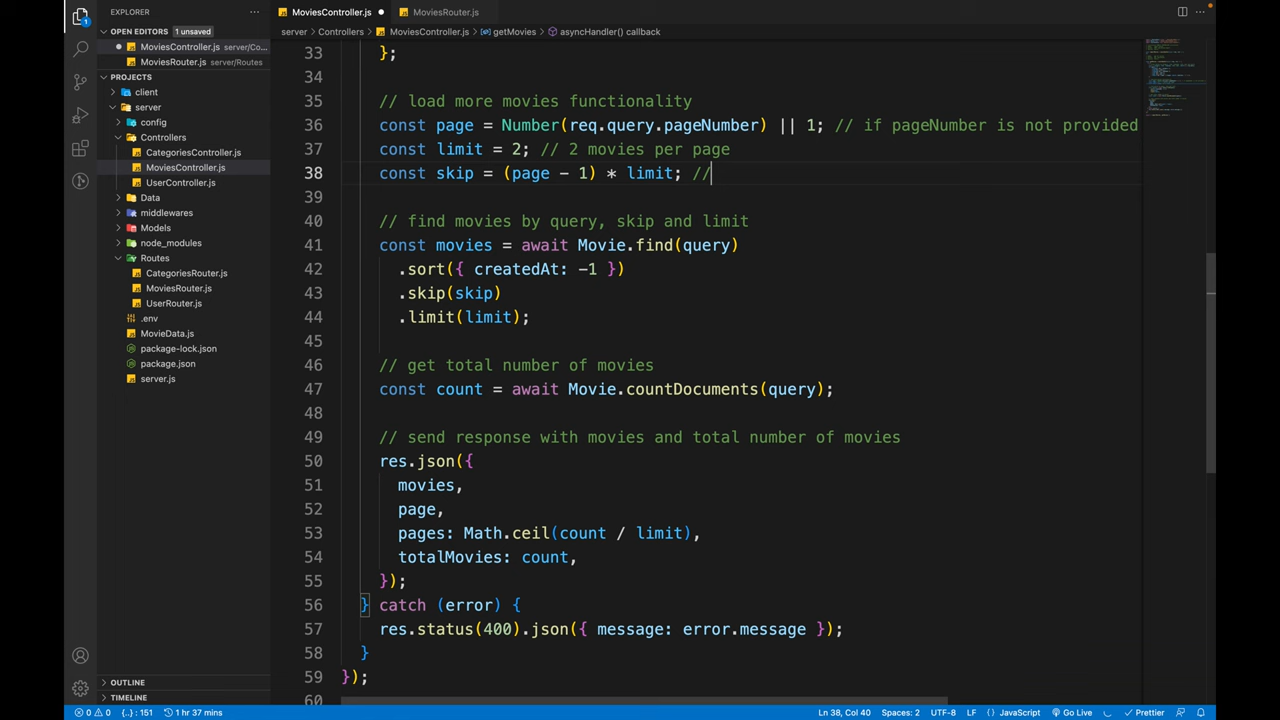 EXPLORER
OPEN EDITORS 1 unsaved
MoviesController.js server/Co...
MoviesRouter.js server/Routes
PROJECTS
client
server
config
Controllers
CategoriesController.js
MoviesController.js
UserController.js
Data
middlewares
Models
node_modules
Routes
CategoriesRouter.js
MoviesRouter.js
UserRouter.js
.env
MovieData.js
package-lock.json
package.json
server.js
OUTLINE
TIMELINE
MoviesController.js MoviesRouter.js
server > Controllers > MoviesController.js > getMovies > asyncHandler() callback
33 };
34
35 // load more movies functionality
36 const page = Number(req.query.pageNumber) || 1; // if pageNumber is not provided
37 const limit = 2; // 2 movies per page
38 const skip = (page - 1) * limit; //
39
40 // find movies by query, skip and limit
41 const movies = await Movie.find(query)
42 .sort({ createdAt: -1 })
43 .skip(skip)
44 .limit(limit);
45
46 // get total number of movies
47 const count = await Movie.countDocuments(query);
48
49 // send response with movies and total number of movies
50 res.json({
51 movies,
52 page,
53 pages: Math.ceil(count / limit),
54 totalMovies: count,
55 });
56 } catch (error) {
57 res.status(400).json({ message: error.message });
58 }
59 });
60
1
0 0 {..} : 151 1 hr 37 mins Ln 38, Col 40 Spaces: 2 UTF-8 LF {} JavaScript Go Live Prettier